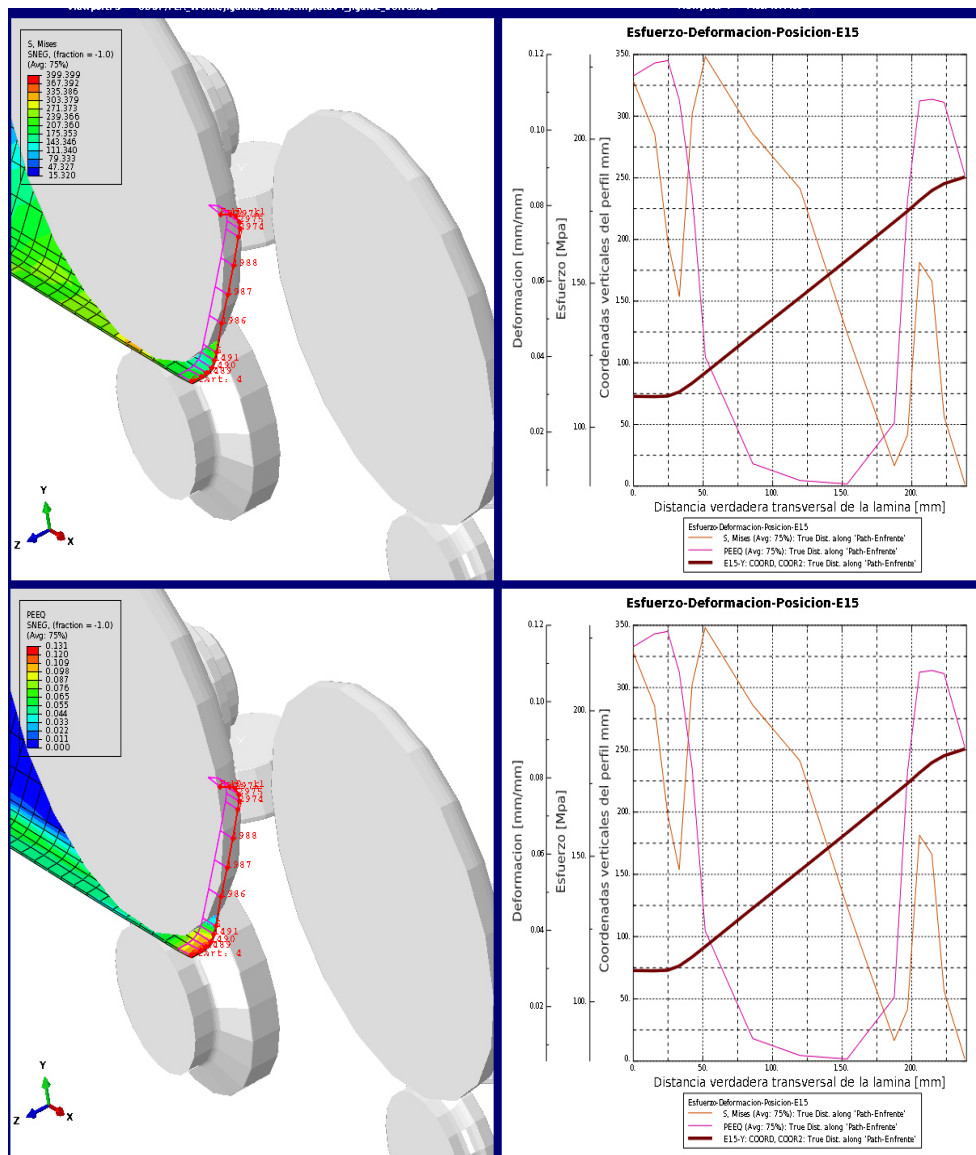 Esfuerzo-Deformacion-Posicion-E15
S, Mises
SNEG, (fraction = -1.0)
(Avg: 75%)
399.399
367.392
335.386
303.379
271.373
239.366
207.360
175.353
143.346
111.340
79.333
47.327
15.320
988
987
986
Y
Z
X
Deformacion [mm/mm]
0.12
0.10
0.08
0.06
0.04
0.02
Esfuerzo [Mpa]
200.
150.
100.
Coordenadas verticales del perfil mm]
350.
300.
250.
200.
150.
100.
50.
0.
0. 50. 100. 150. 200.
Distancia verdadera transversal de la lamina [mm]
Esfuerzo-Deformacion-Posicion-E15
S, Mises (Avg: 75%): True Dist. along 'Path-Enfrente'
PEEQ (Avg: 75%): True Dist. along 'Path-Enfrente'
E15-Y: COORD, COOR2: True Dist. along 'Path-Enfrente'
Esfuerzo-Deformacion-Posicion-E15
PEEQ
SNEG, (fraction = -1.0)
(Avg: 75%)
0.131
0.120
0.109
0.098
0.087
0.076
0.065
0.055
0.044
0.033
0.022
0.011
0.000
988
987
986
Y
Z
X
Deformacion [mm/mm]
0.12
0.10
0.08
0.06
0.04
0.02
Esfuerzo [Mpa]
200.
150.
100.
Coordenadas verticales del perfil mm]
350.
300.
250.
200.
150.
100.
50.
0.
0. 50. 100. 150. 200.
Distancia verdadera transversal de la lamina [mm]
Esfuerzo-Deformacion-Posicion-E15
S, Mises (Avg: 75%): True Dist. along 'Path-Enfrente'
PEEQ (Avg: 75%): True Dist. along 'Path-Enfrente'
E15-Y: COORD, COOR2: True Dist. along 'Path-Enfrente'